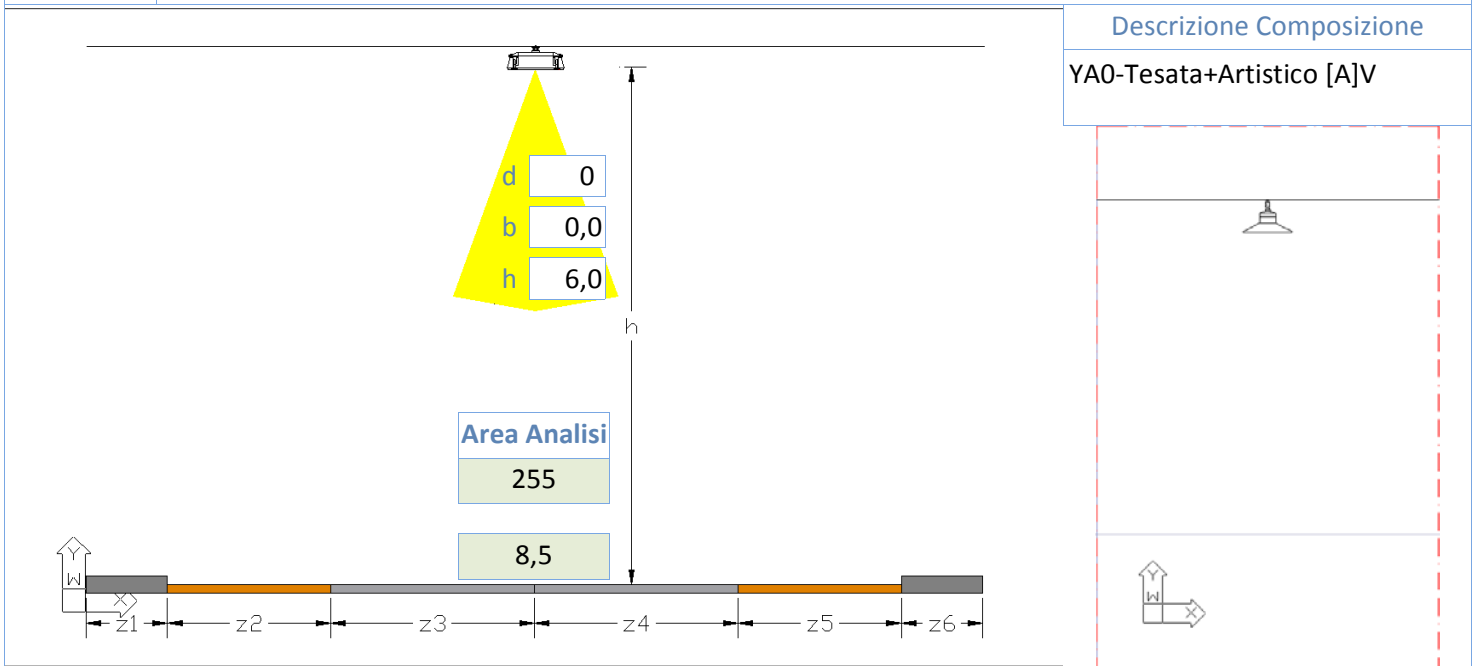 Descrizione Composizione
YA0-Tesata+Artistico [A]V
d 0
b 0,0
h 6,0
h
Area Analisi
255
8,5
Y
W
X
z1 z2 z3 z4 z5 z6
Y
W
X